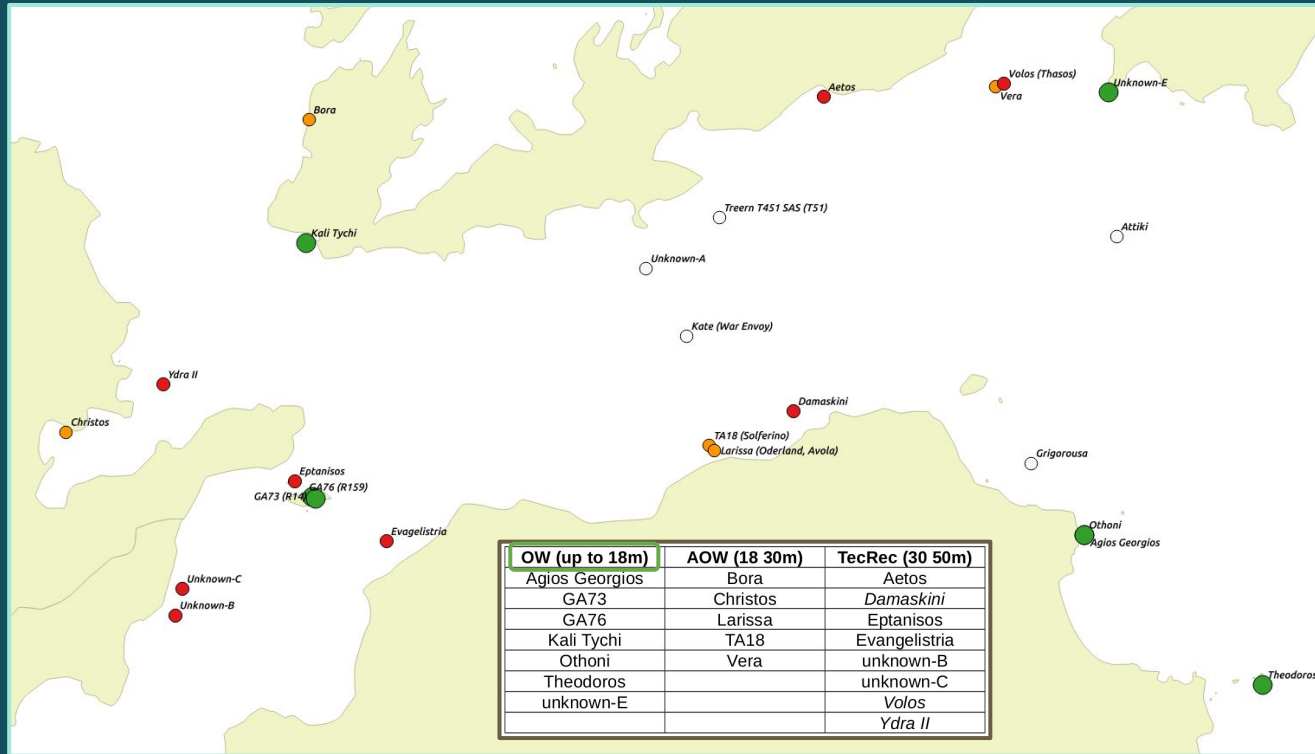 Volos (Thasos)
Aetos
Unknown-E
Vera
Bora
Treern T451 SAS (T51)
Attiki
Kali Tychi
Unknown-A
Kate (War Envoy)
Ydra II
Damaskini
Christos
TA18 (Solferino)
Larissa (Oderland, Avola)
Grigorousa
Eptanisos
GA76 (R159)
GA73 (R14)
Othoni
Evagelistria
Agios Georgios
Unknown-C
Unknown-B
Theodoros
OW (up to 18m) AOW (18 30m) TecRec (30 50m)
Agios Georgios Bora Aetos
GA73 Christos Damaskini
GA76 Larissa Eptanisos
Kali Tychi TA18 Evangelistria
Othoni Vera unknown-B
Theodoros unknown-C
unknown-E Volos
Ydra II